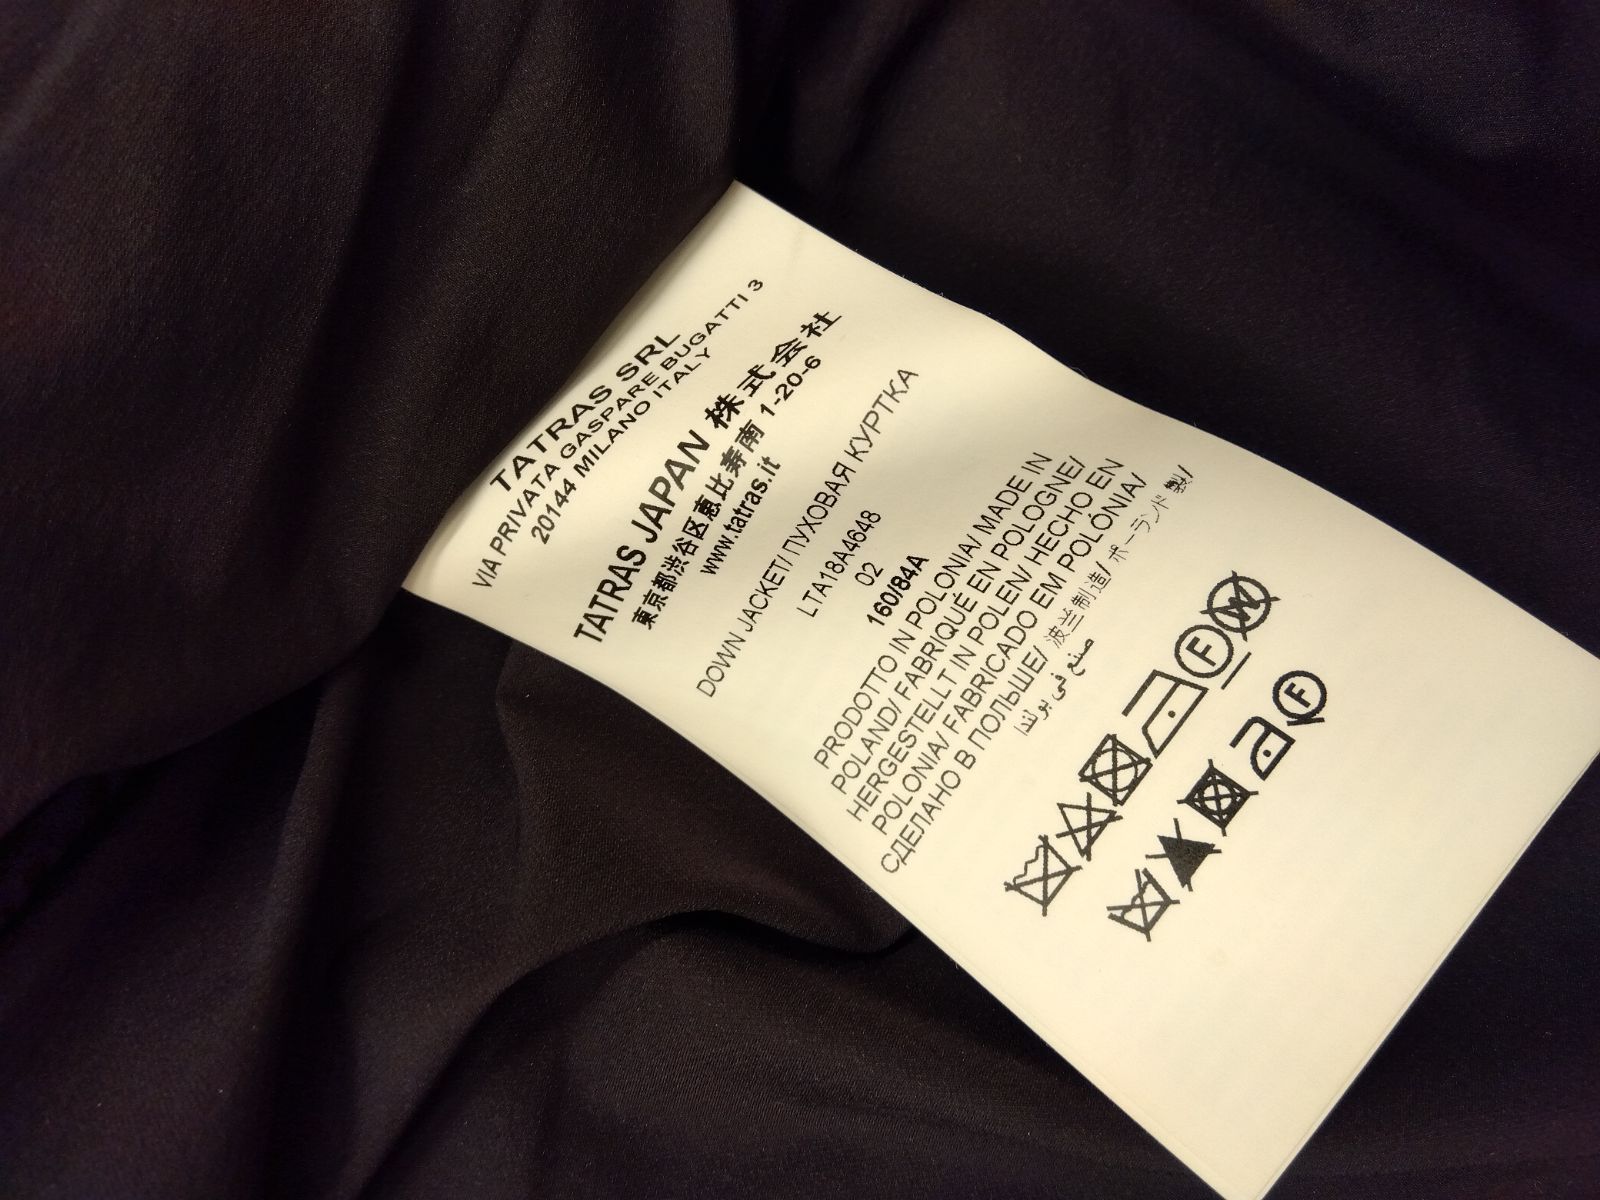 TATRAS SRL
VIA PRIVATA GASPARE BUGATTI 3
20144 MILANO ITALY
TATRAS JAPAN 株式会社
東京都渋谷区恵比寿南 1-20-6
www.tatras.it
DOWN JACKET/ ПУХОВАЯ КУРТКА
LTA18A4648
02
160/84A
PRODOTTO IN POLONIA/ MADE IN
POLAND/ FABRIQUÉ EN POLOGNE/
HERGESTELLT IN POLEN/ HECHO EN
POLONIA/ FABRICADO EM POLÓNIA/
СДЕЛАНО В ПОЛЬШЕ/ 波兰制造/ ポーランド製/
صنع في بولندا
F W
F